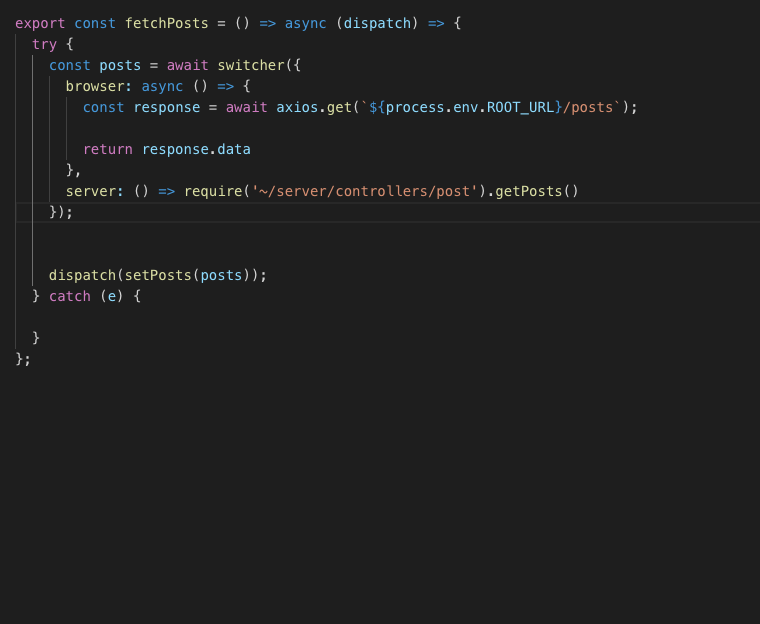 export const fetchPosts = () => async (dispatch) => {
try {
const posts = await switcher({
browser: async () => {
const response = await axios.get(`${process.env.ROOT_URL}/posts`);
return response.data
},
server: () => require('~/server/controllers/post').getPosts()
});
dispatch(setPosts(posts));
} catch (e) {
}
};